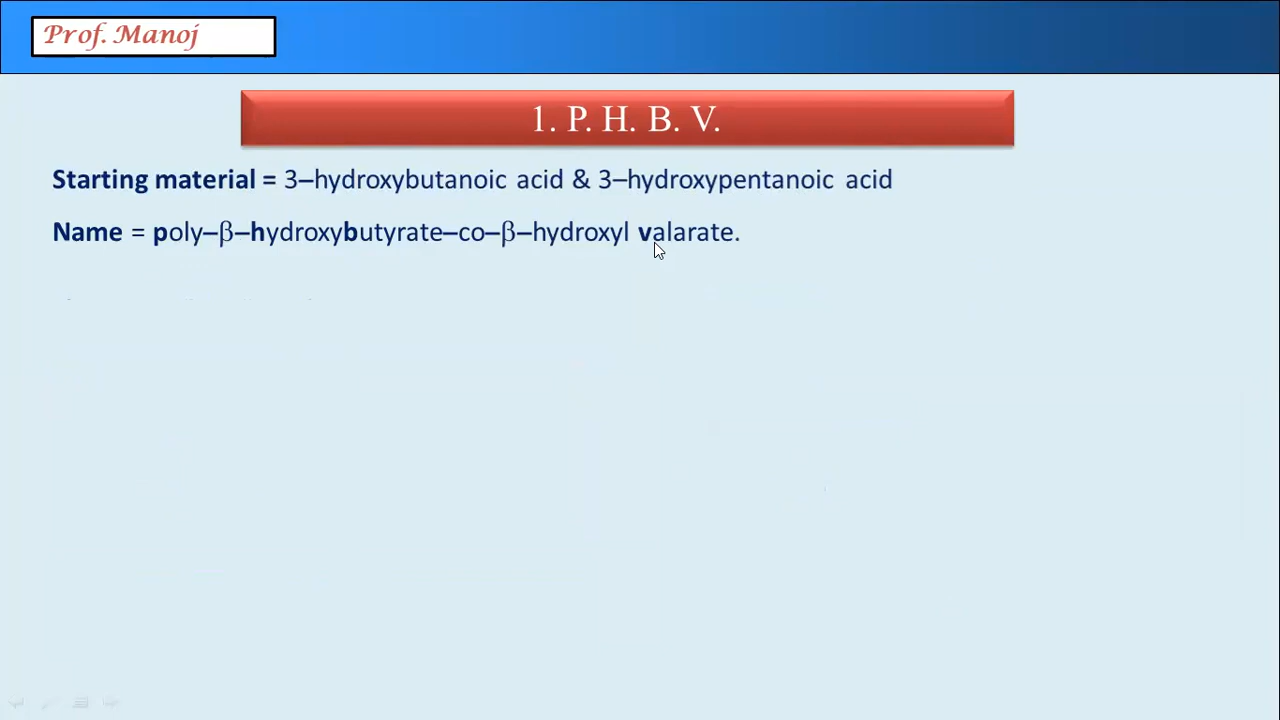 Prof. Manoj
1. P. H. B. V.
Starting material = 3–hydroxybutanoic acid & 3–hydroxypentanoic acid
Name = poly–β–hydroxybutyrate–co–β–hydroxyl valarate.